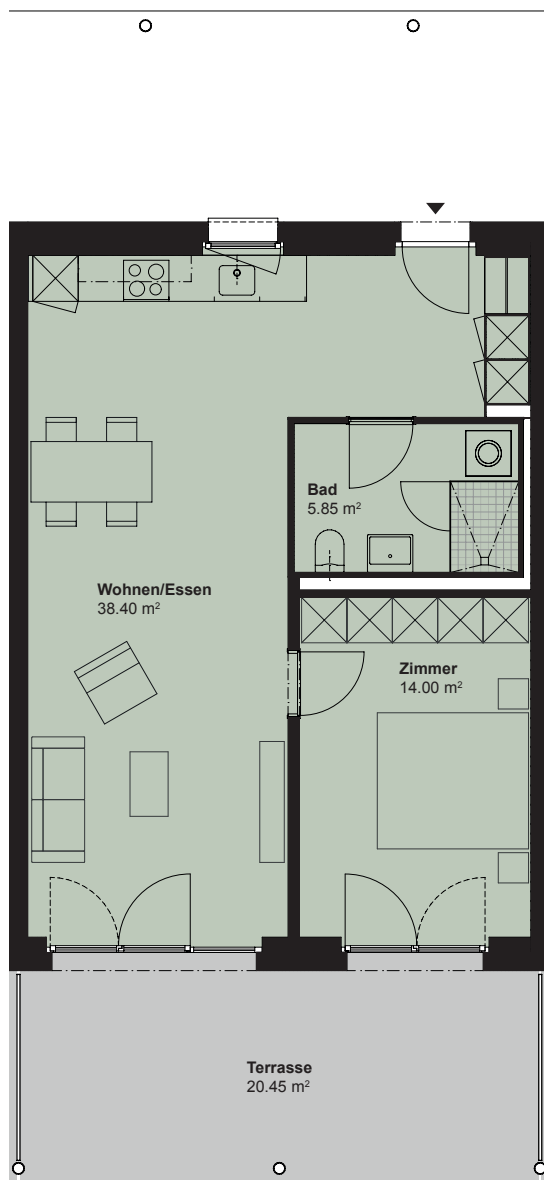 Bad
5.85 m²
Wohnen/Essen
38.40 m²
Zimmer
14.00 m²
Terrasse
20.45 m²